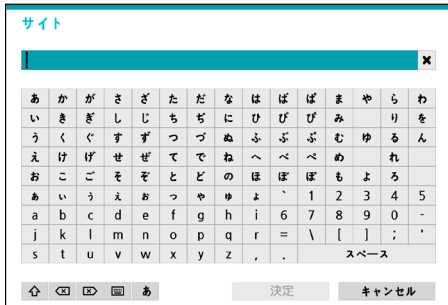 サイト
あ か が さ ざ た だ な は ば ぱ ま や ら わ
い き ぎ し じ ち ぢ に ひ び ぴ み り を
う く ぐ す ず つ づ ぬ ふ ぶ ぷ む ゆ る ん
え け げ せ ぜ て で ね へ べ ぺ め れ
お こ ご そ ぞ と ど の ほ ぼ ぽ も よ ろ
ぁ ぃ ぅ ぇ ぉ っ ゃ ゅ ょ ` 1 2 3 4 5
a b c d e f g h i 6 7 8 9 0 -
j k l m n o p q r = \ [ ] ; '
s t u v w x y z , . スペース
あ 決定 キャンセル